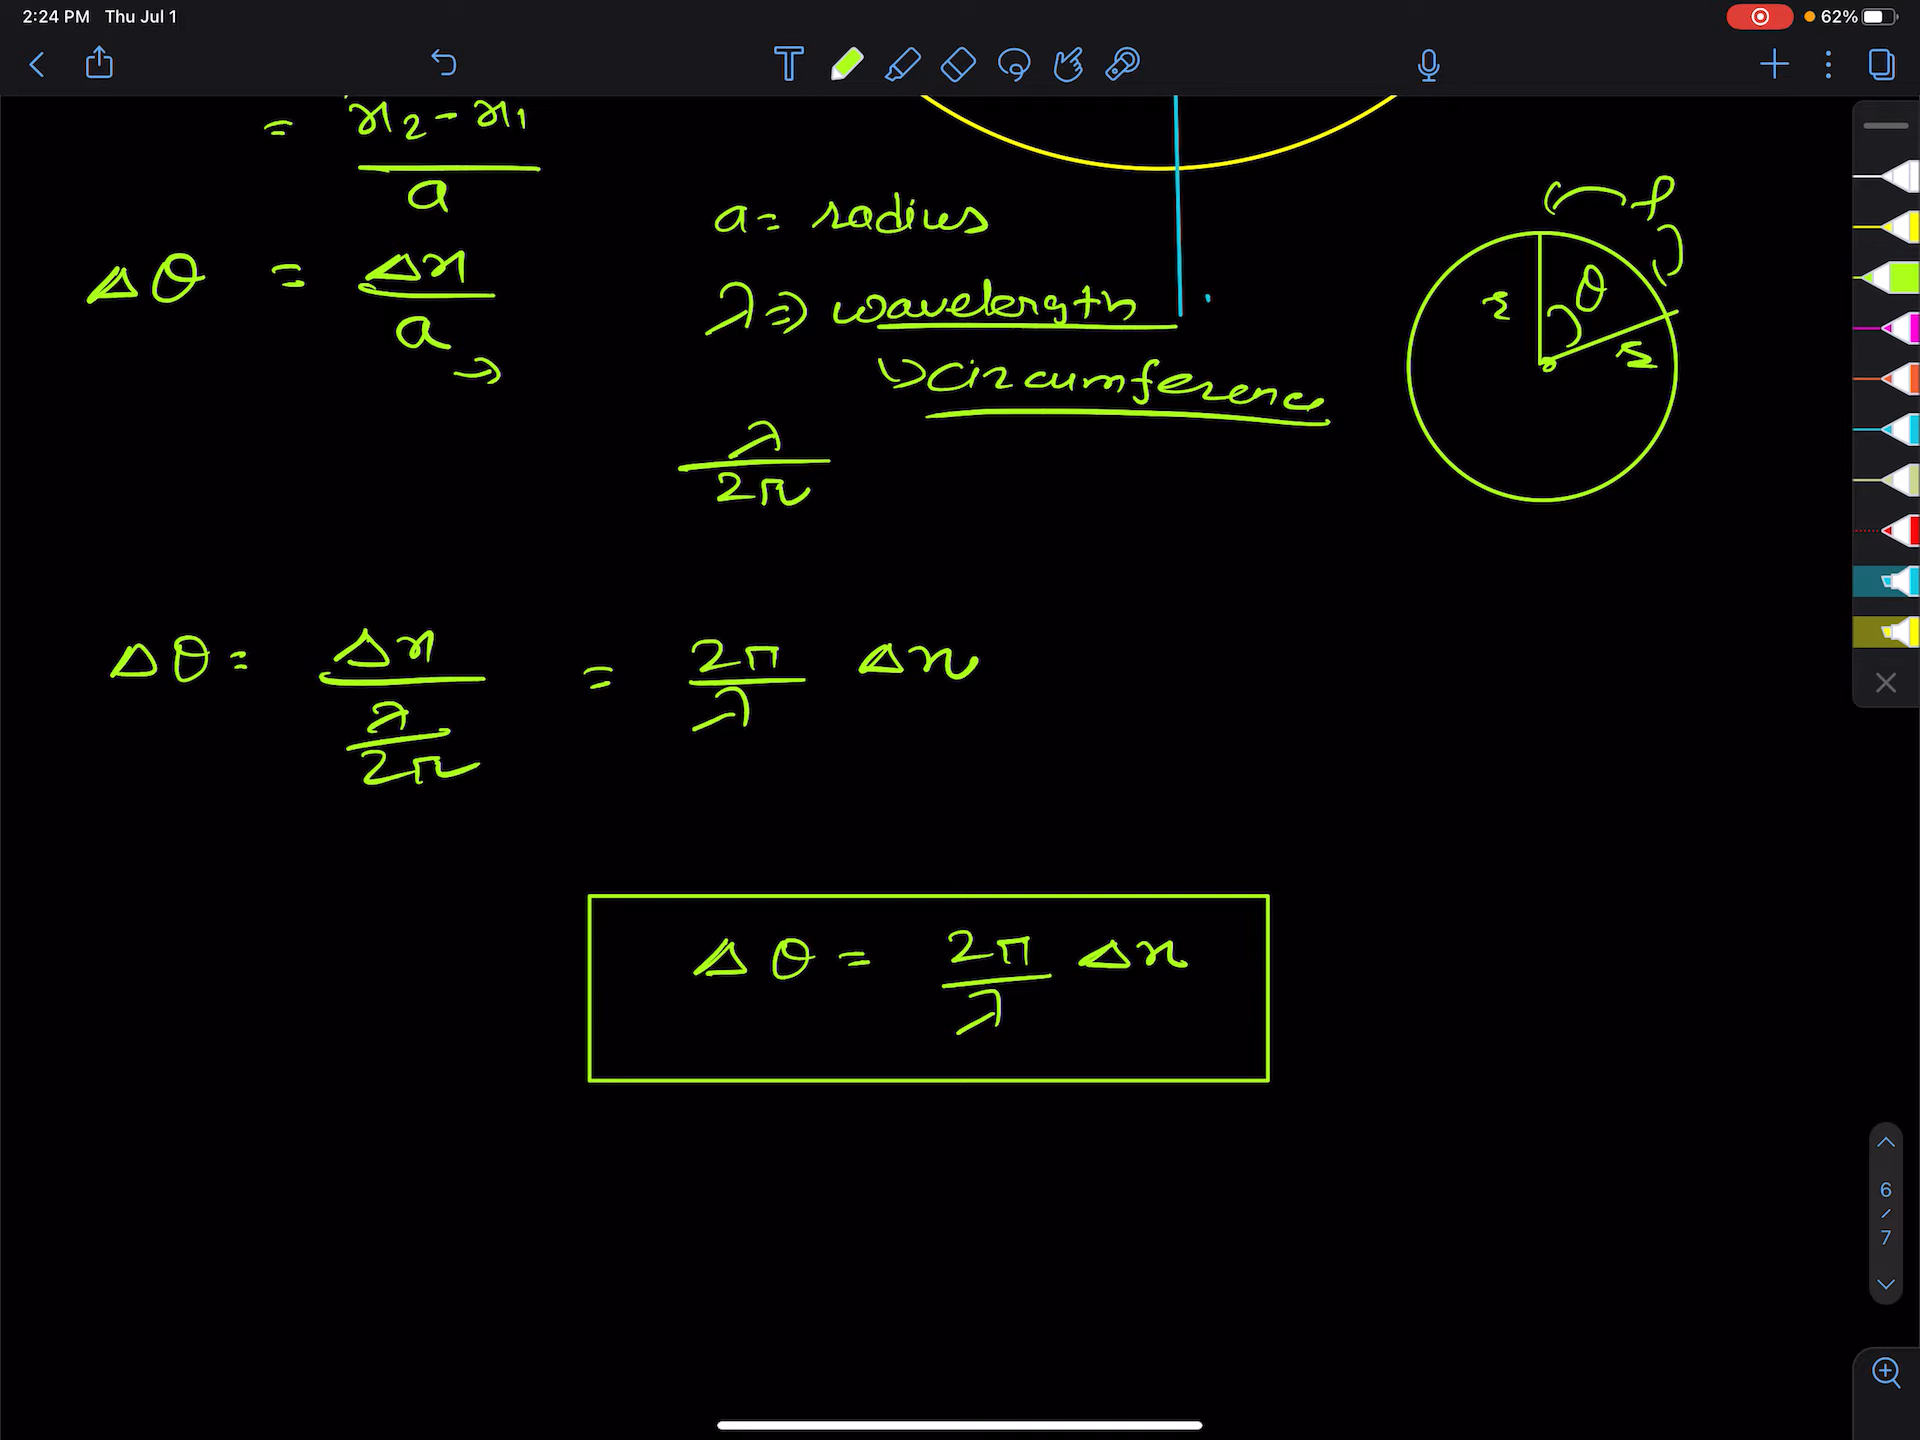 2:24 PM Thu Jul 1
62%
= x₂ - x₁ / a
a = radius
l
Δθ = Δx / a →
λ ⇒ wavelength
θ
r
r
↳ circumference
λ / 2π
Δθ = Δx / (λ / 2π) = 2π / λ Δx
Δθ = 2π / λ Δx
6
/
7